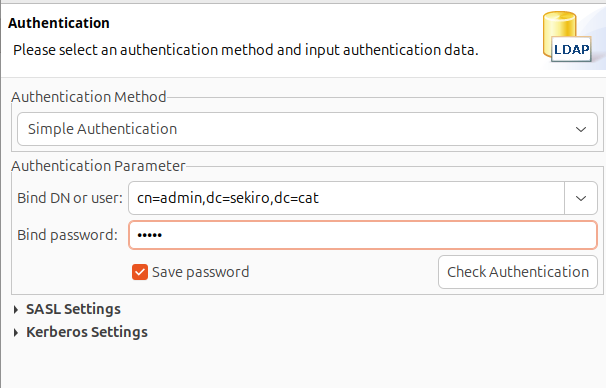 Authentication
Please select an authentication method and input authentication data.
LDAP
Authentication Method
Simple Authentication
Authentication Parameter
Bind DN or user: cn=admin,dc=sekiro,dc=cat
Bind password: •••••
Save password Check Authentication
SASL Settings
Kerberos Settings